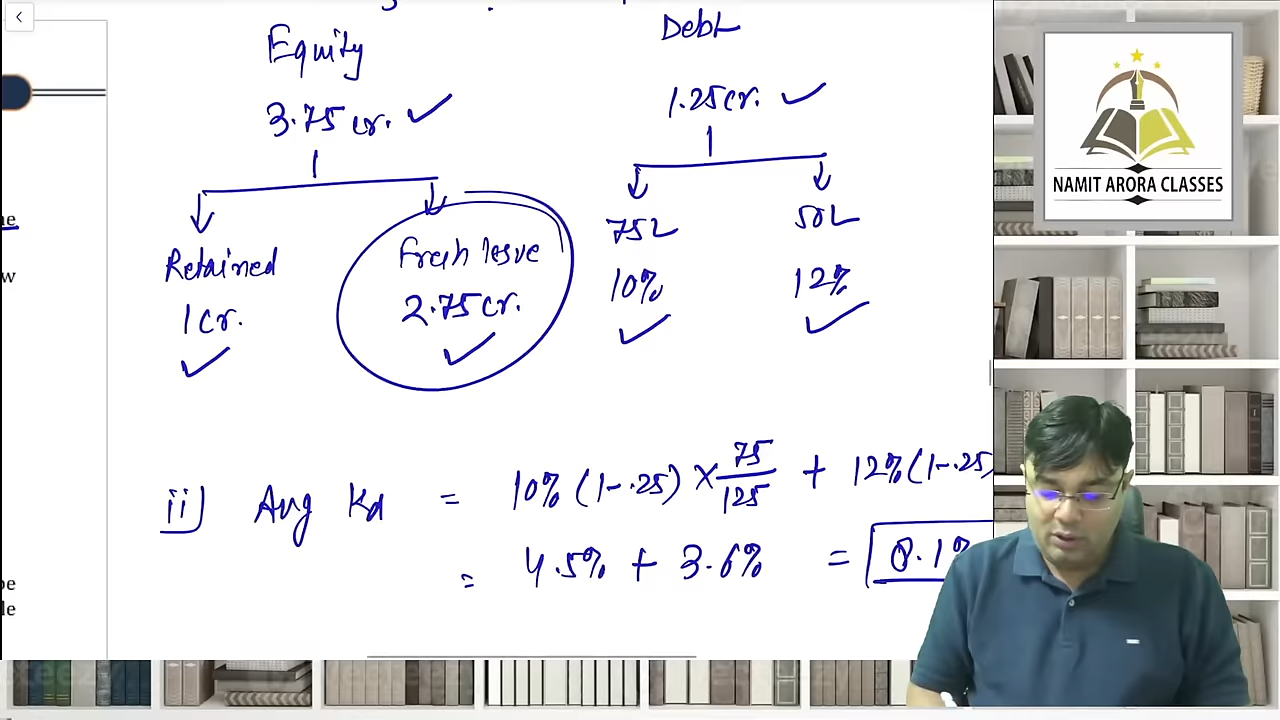 Equity
Debt
3.75 cr. ✓
1.25 cr. ✓
Retained
1 cr.
Fresh Issue
2.75 cr.
75L
10%
50L
12%
ii) Avg Kd = 10% (1-.25) × 75/125 + 12% (1-.25)
= 4.5% + 3.6% = 8.1%
NAMIT ARORA CLASSES